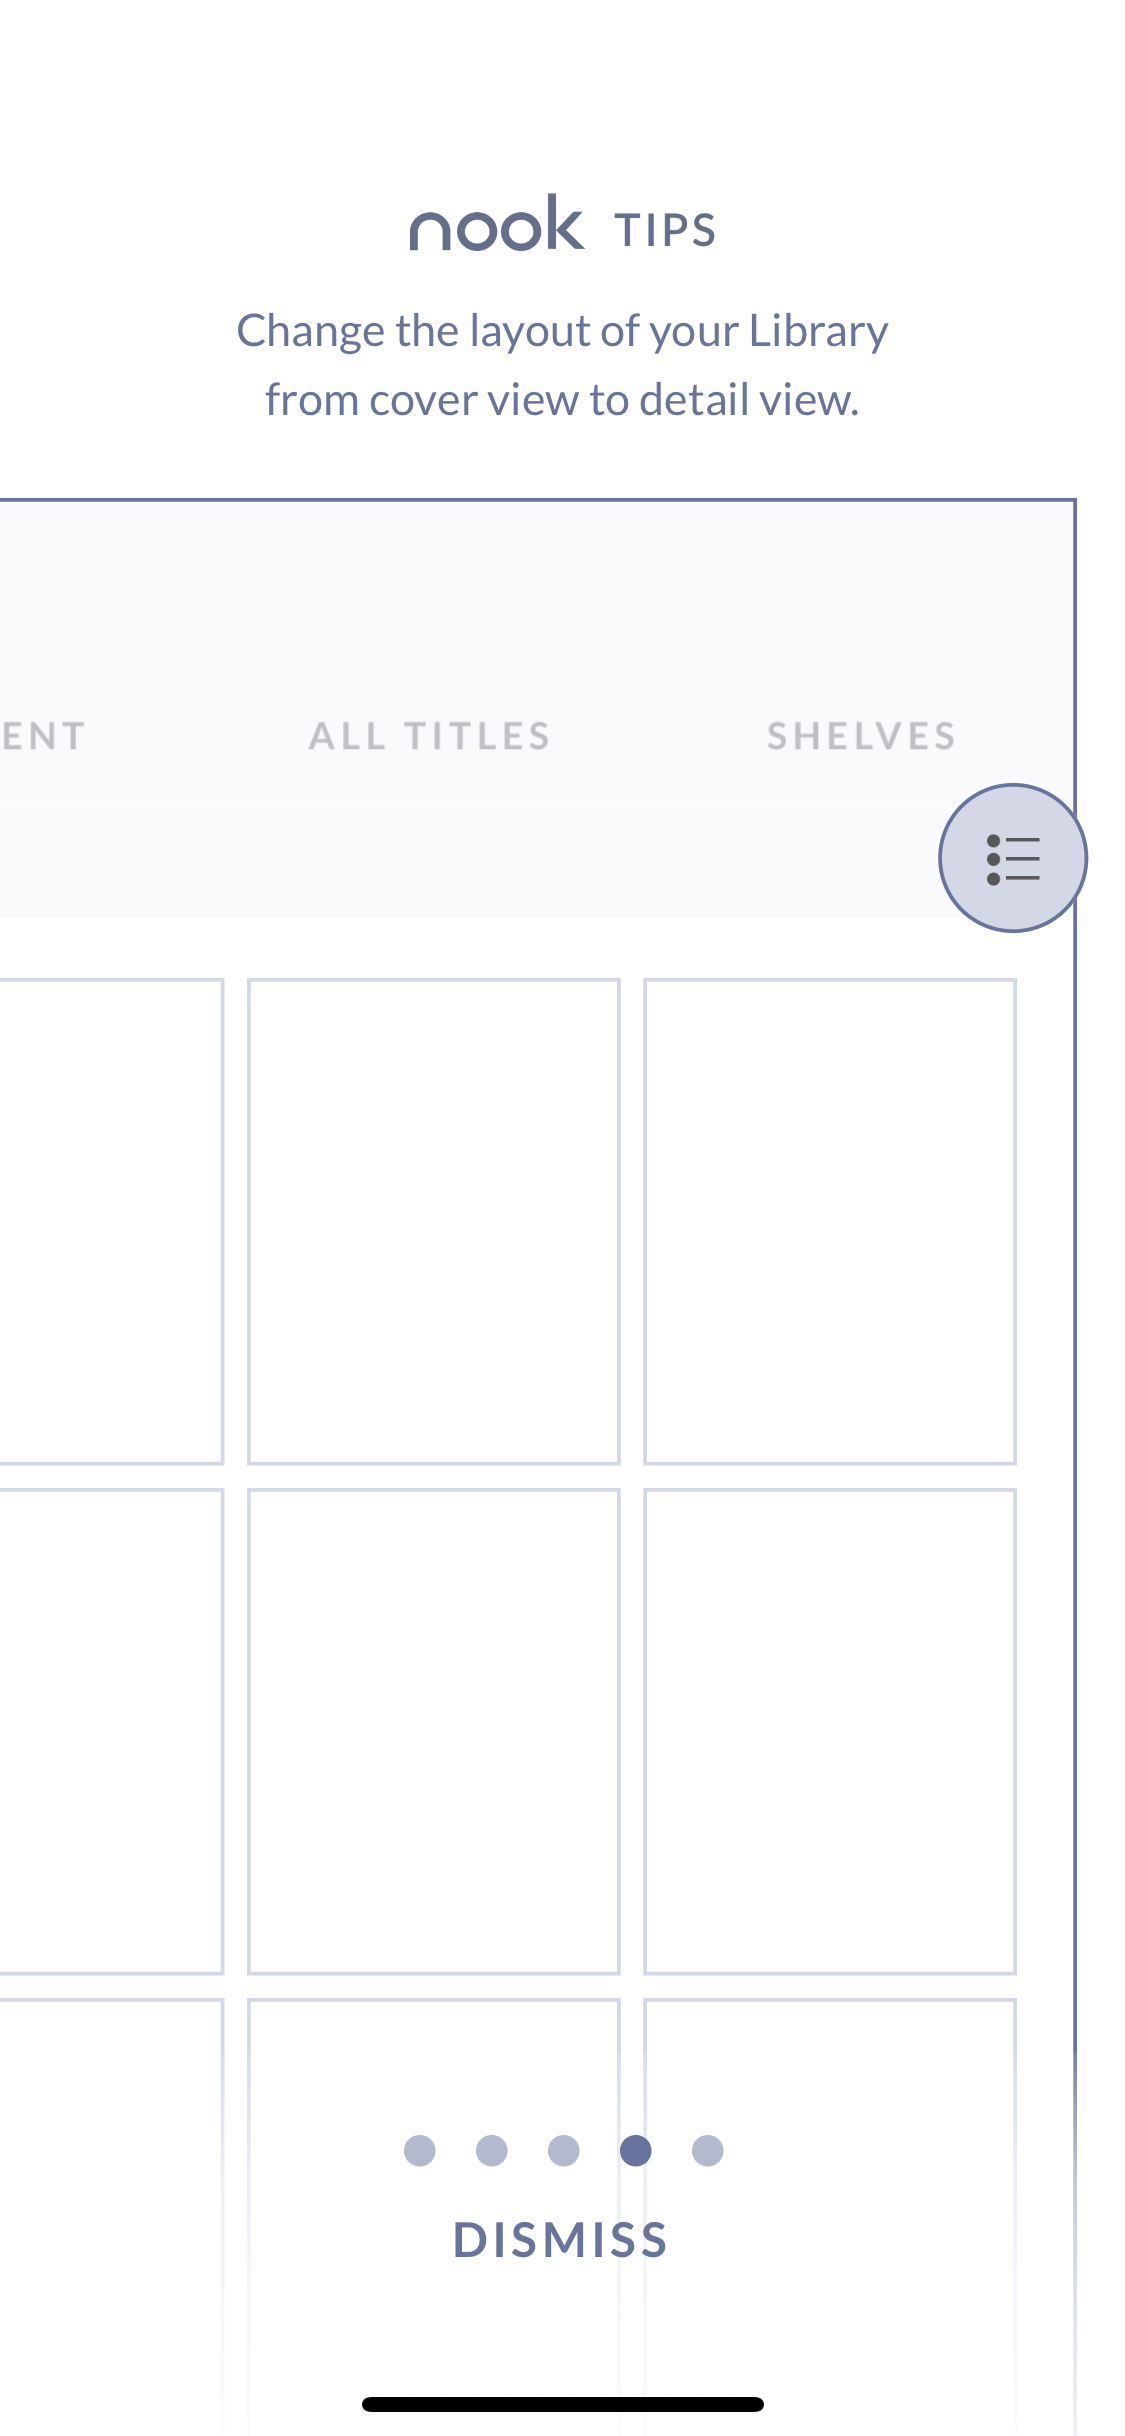 nook TIPS
Change the layout of your Library
from cover view to detail view.
ENT ALL TITLES SHELVES
DISMISS